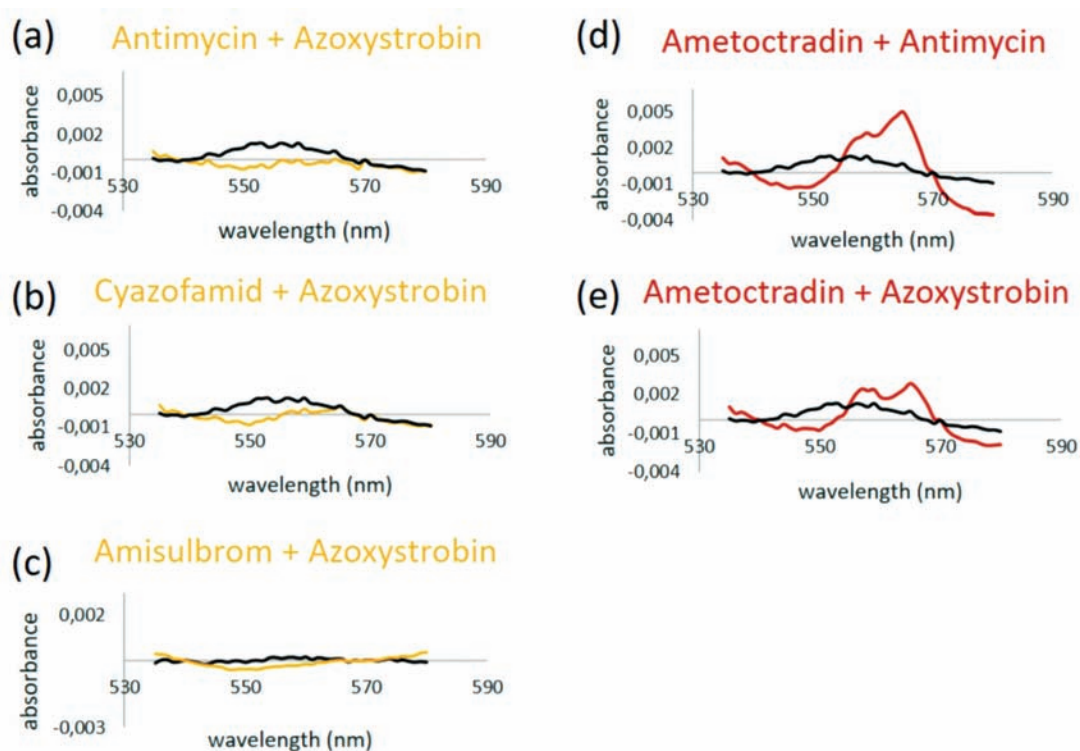 (a)
Antimycin + Azoxystrobin
absorbance
0,005
0,002
-0,001
-0,004
530 550 570 590
wavelength (nm)
(b)
Cyazofamid + Azoxystrobin
absorbance
0,005
0,002
-0,001
-0,004
530 550 570 590
wavelength (nm)
(c)
Amisulbrom + Azoxystrobin
absorbance
0,002
-0,003
530 550 570 590
wavelength (nm)
(d)
Ametoctradin + Antimycin
absorbance
0,005
0,002
-0,001
-0,004
530 550 570 590
wavelength (nm)
(e)
Ametoctradin + Azoxystrobin
absorbance
0,005
0,002
-0,001
-0,004
530 550 570 590
wavelength (nm)